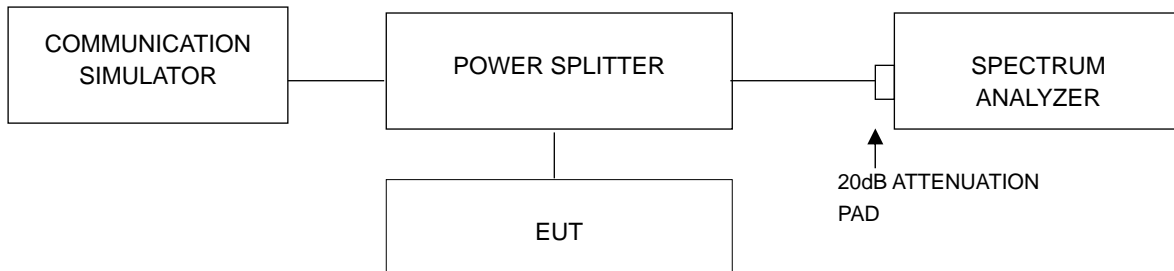 COMMUNICATION
SIMULATOR
POWER SPLITTER
SPECTRUM
ANALYZER
20dB ATTENUATION
PAD
EUT